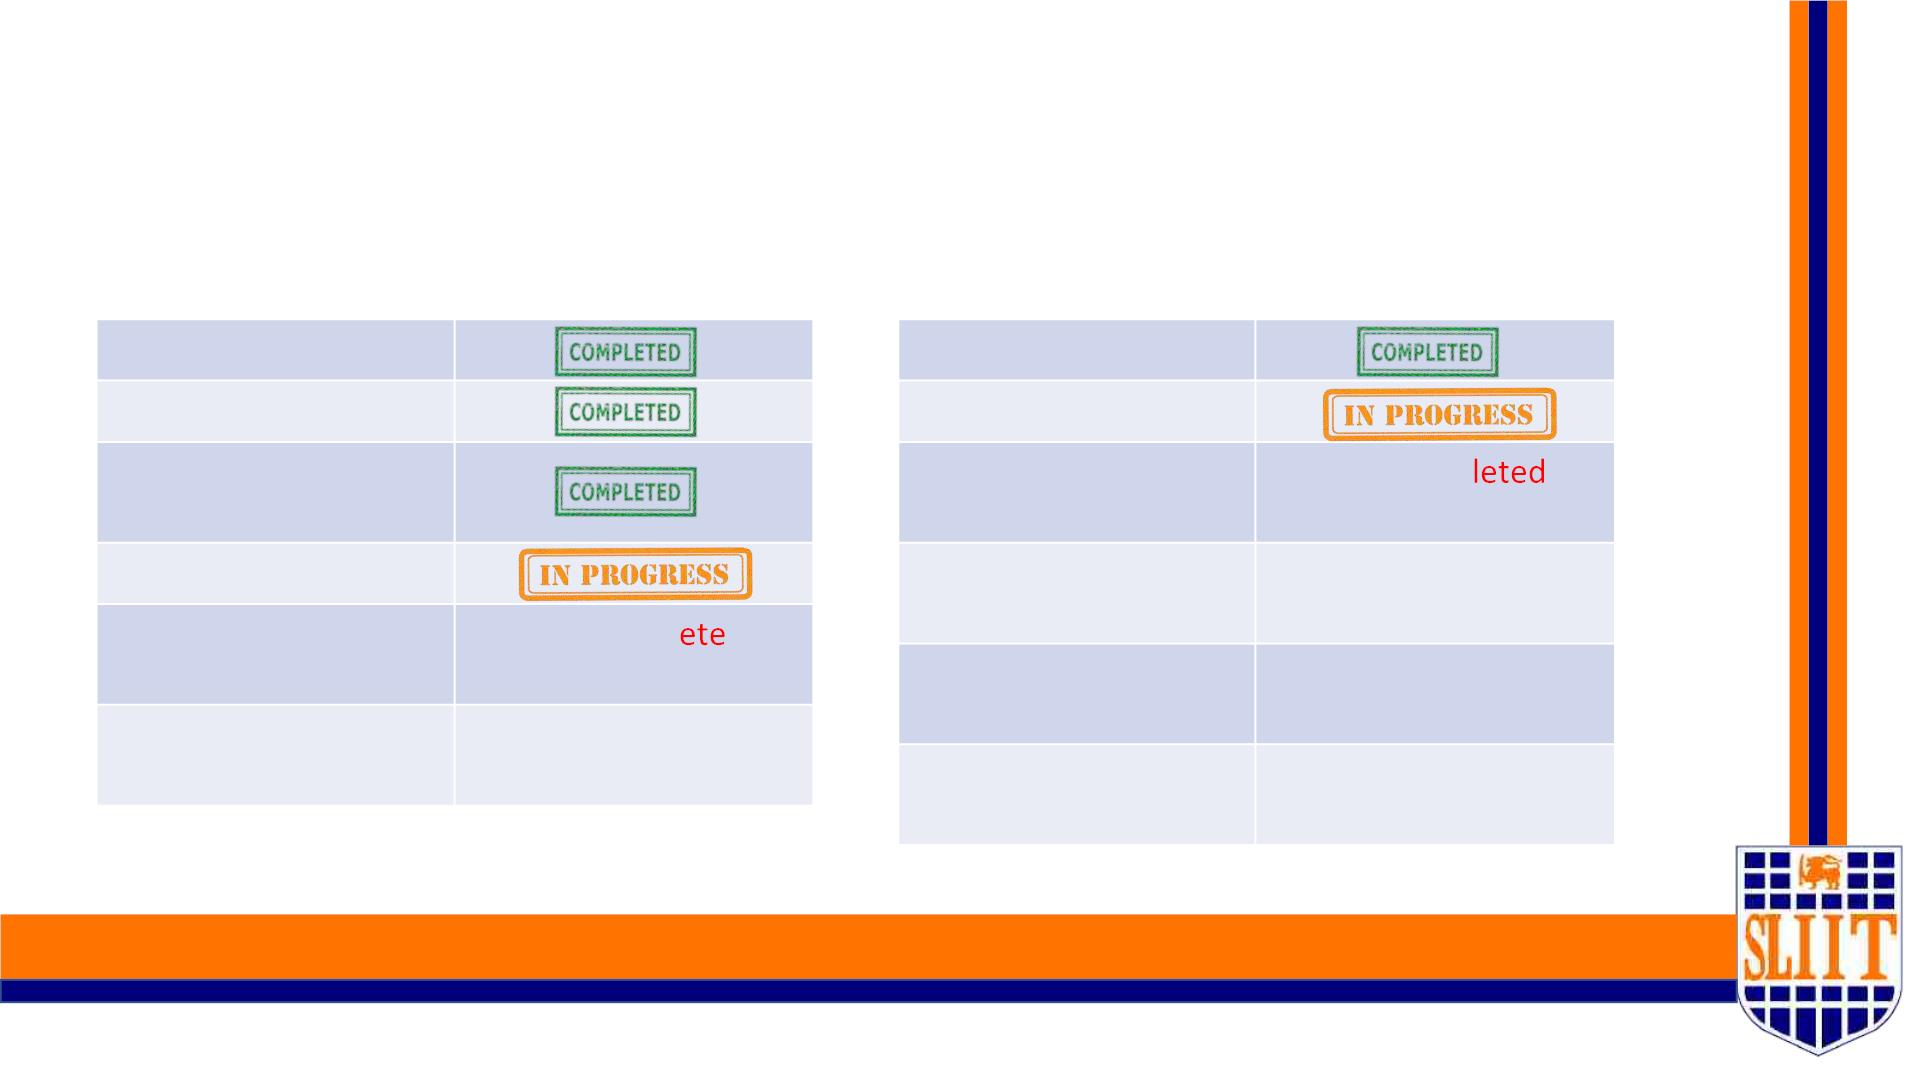 COMPLETED
COMPLETED
COMPLETED
IN PROGRESS
ete
COMPLETED
IN PROGRESS
leted
SLIIT